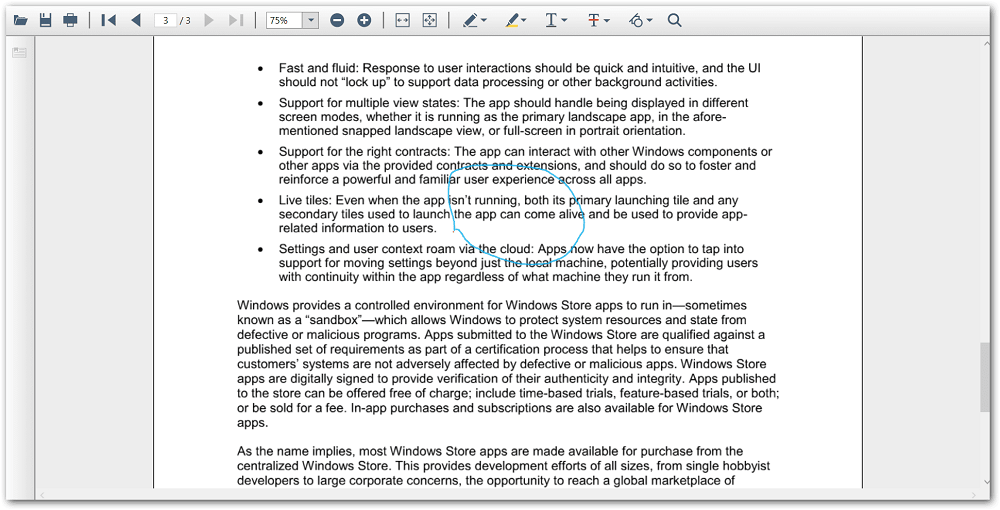 3 / 3
75%
• Fast and fluid: Response to user interactions should be quick and intuitive, and the UI
should not “lock up” to support data processing or other background activities.
• Support for multiple view states: The app should handle being displayed in different
screen modes, whether it is running as the primary landscape app, in the afore-
mentioned snapped landscape view, or full-screen in portrait orientation.
• Support for the right contracts: The app can interact with other Windows components or
other apps via the provided contracts and extensions, and should do so to foster and
reinforce a powerful and familiar user experience across all apps.
• Live tiles: Even when the app isn’t running, both its primary launching tile and any
secondary tiles used to launch the app can come alive and be used to provide app-
related information to users.
• Settings and user context roam via the cloud: Apps now have the option to tap into
support for moving settings beyond just the local machine, potentially providing users
with continuity within the app regardless of what machine they run it from.
Windows provides a controlled environment for Windows Store apps to run in—sometimes
known as a “sandbox”—which allows Windows to protect system resources and state from
defective or malicious programs. Apps submitted to the Windows Store are qualified against a
published set of requirements as part of a certification process that helps to ensure that
customers’ systems are not adversely affected by defective or malicious apps. Windows Store
apps are digitally signed to provide verification of their authenticity and integrity. Apps published
to the store can be offered free of charge; include time-based trials, feature-based trials, or both;
or be sold for a fee. In-app purchases and subscriptions are also available for Windows Store
apps.
As the name implies, most Windows Store apps are made available for purchase from the
centralized Windows Store. This provides development efforts of all sizes, from single hobbyist
developers to large corporate concerns, the opportunity to reach a global marketplace of